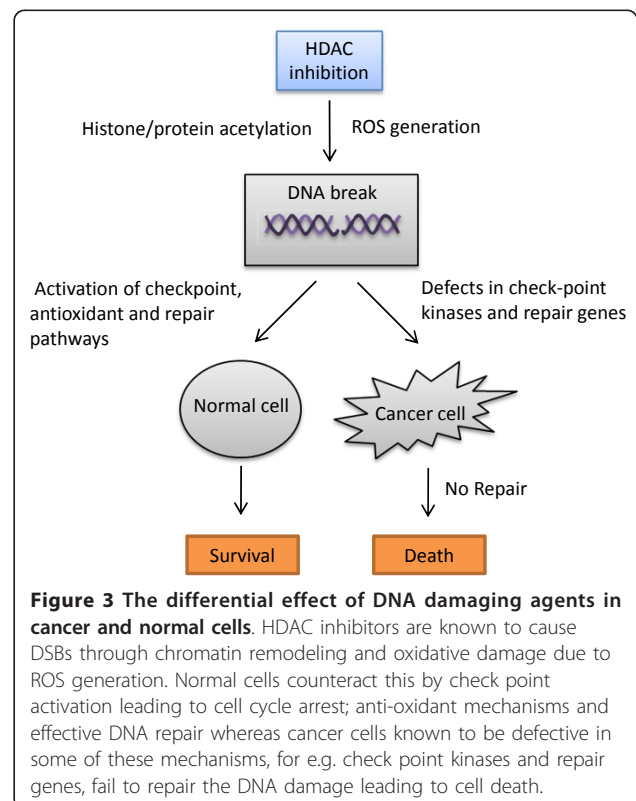 HDAC
inhibition
Histone/protein acetylation
ROS generation
DNA break
Activation of checkpoint,
antioxidant and repair
pathways
Defects in check-point
kinases and repair genes
Normal cell
Cancer cell
No Repair
Survival
Death
Figure 3 The differential effect of DNA damaging agents in
cancer and normal cells. HDAC inhibitors are known to cause
DSBs through chromatin remodeling and oxidative damage due to
ROS generation. Normal cells counteract this by check point
activation leading to cell cycle arrest; anti-oxidant mechanisms and
effective DNA repair whereas cancer cells known to be defective in
some of these mechanisms, for e.g. check point kinases and repair
genes, fail to repair the DNA damage leading to cell death.